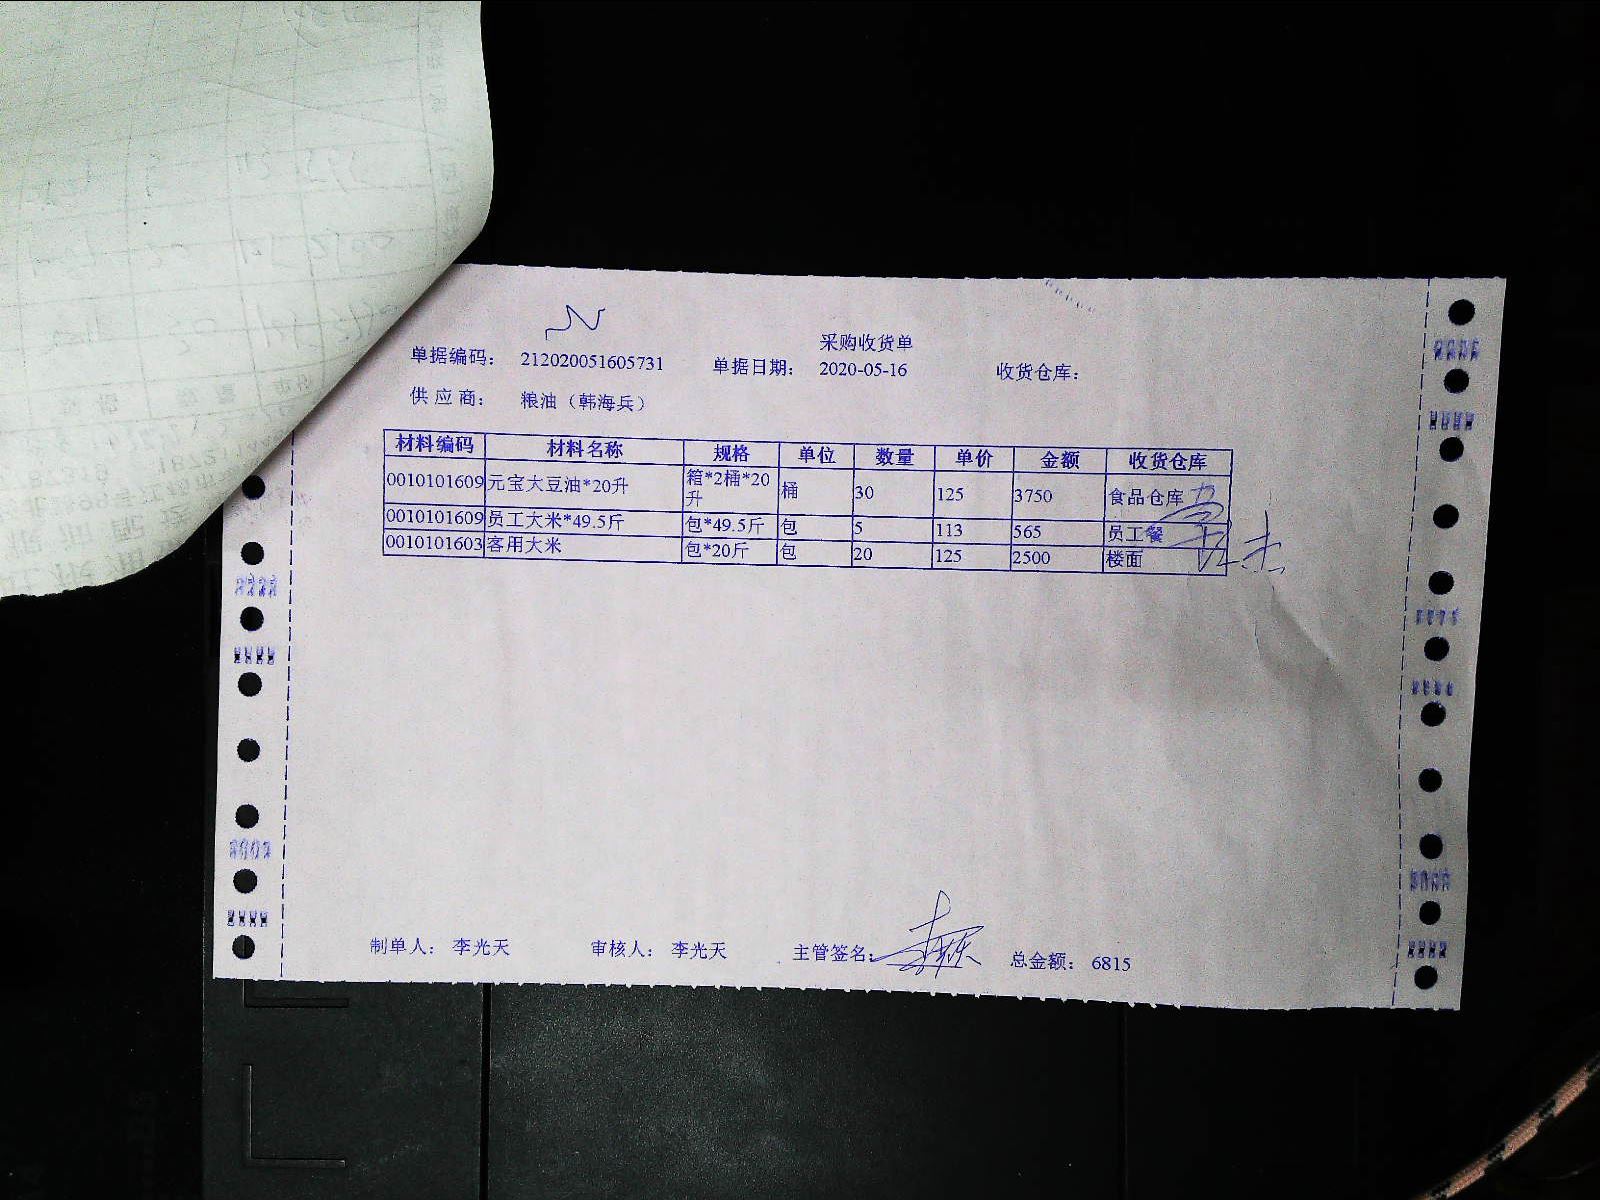 采购收货单
单据编码： 212020051605731 单据日期： 2020-05-16 收货仓库：
供应商： 粮油（韩海兵）
材料编码 材料名称 规格 单位 数量 单价 金额 收货仓库
0010101609 元宝大豆油*20升 箱*2桶*20升 桶 30 125 3750 食品仓库
0010101609 员工大米*49.5斤 包*49.5斤 包 5 113 565 员工餐
0010101603 客用大米 包*20斤 包 20 125 2500 楼面
制单人： 李光天 审核人： 李光天 主管签名： 总金额： 6815